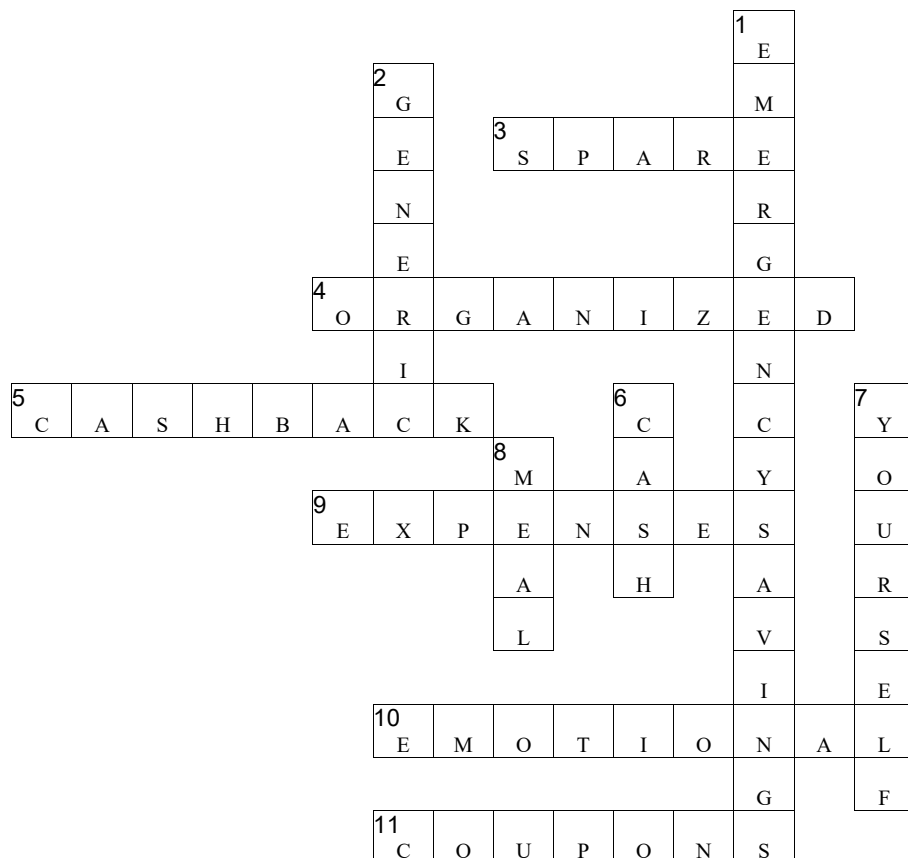 1
E
2
G M
3
E S P A R E
N R
E G
4
O R G A N I Z E D
I N
5 6 7
C A S H B A C K C C Y
8
M A Y O
9
E X P E N S E S U
A H A R
L V S
I E
10
E M O T I O N A L
G F
11
C O U P O N S